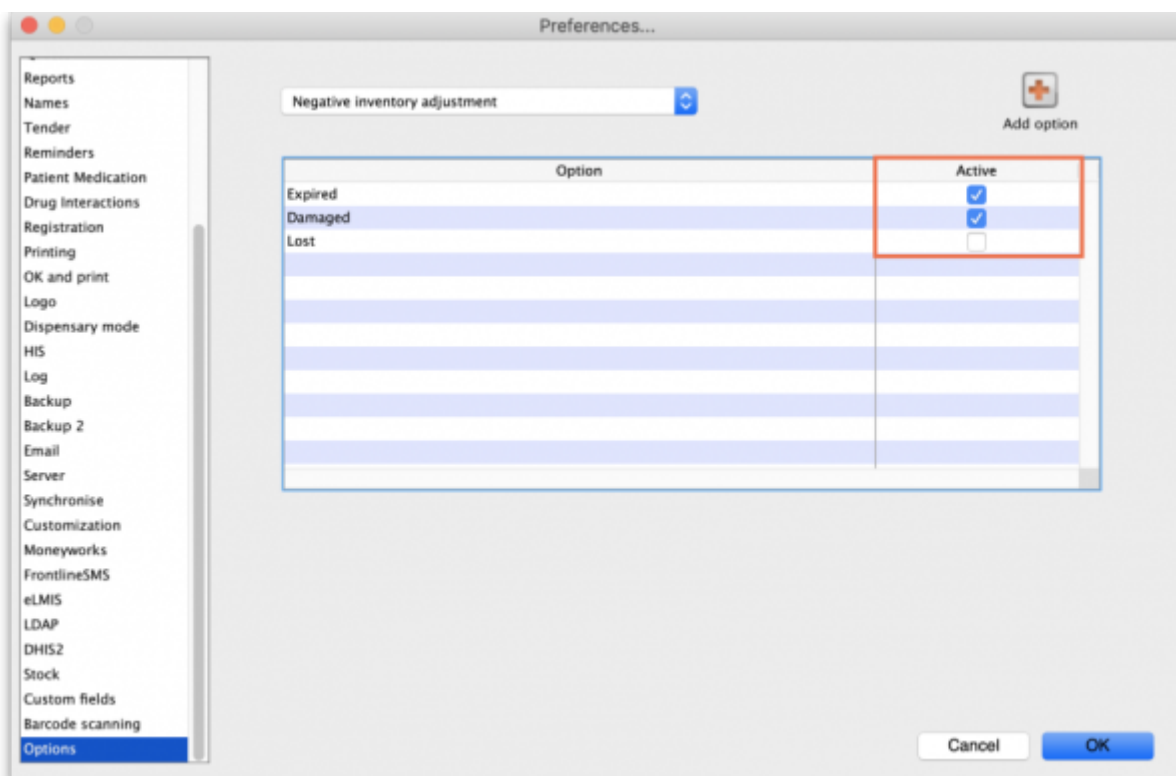 Preferences...
Reports
Names
Tender
Reminders
Patient Medication
Drug Interactions
Registration
Printing
OK and print
Logo
Dispensary mode
HIS
Log
Backup
Backup 2
Email
Server
Synchronise
Customization
Moneyworks
FrontlineSMS
eLMIS
LDAP
DHIS2
Stock
Custom fields
Barcode scanning
Options
Negative inventory adjustment
Add option
Option Active
Expired
Damaged
Lost
Cancel OK